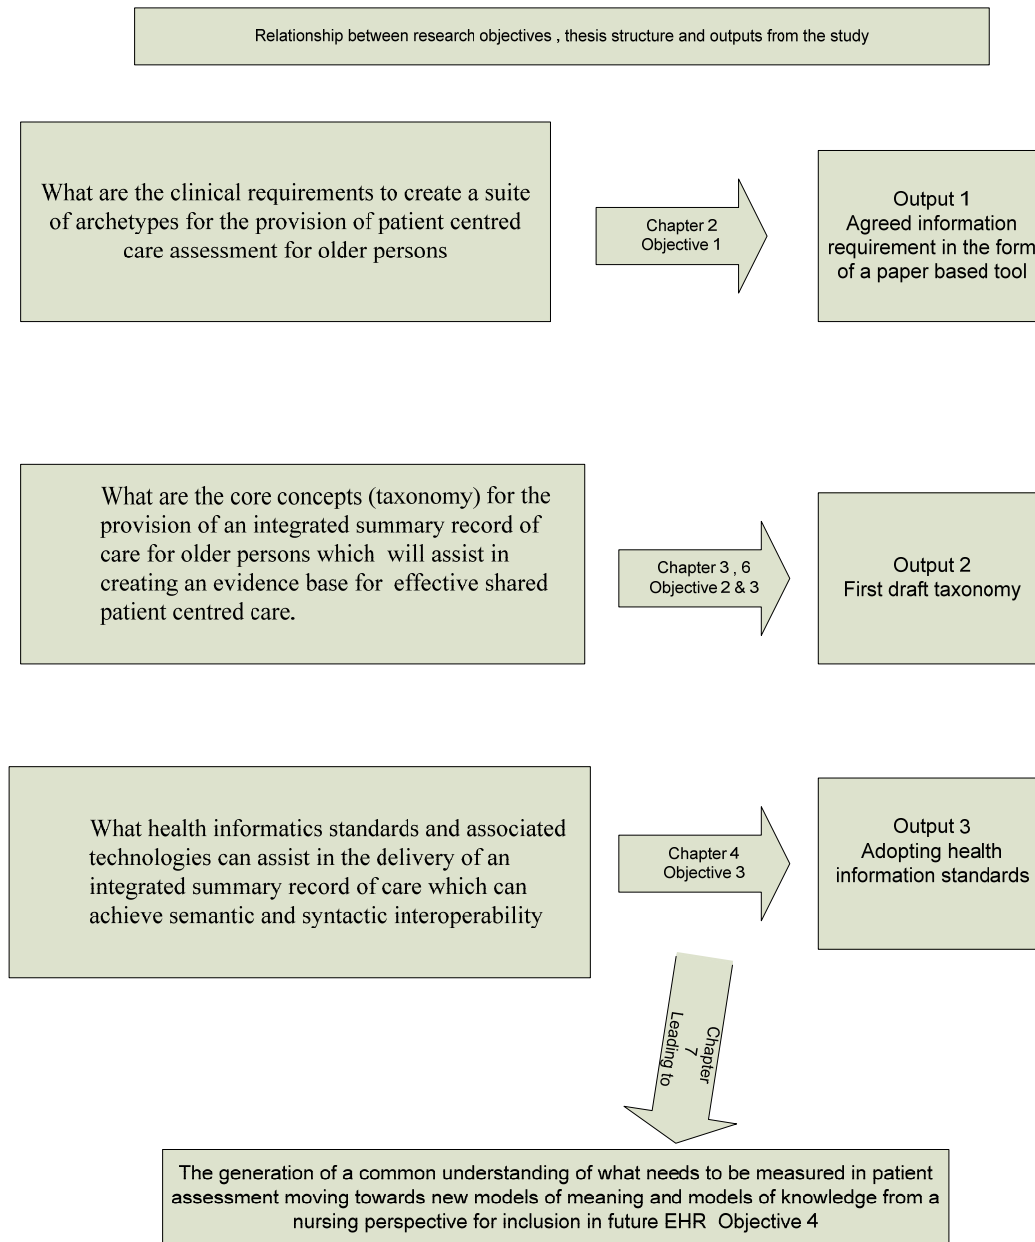 Relationship between research objectives , thesis structure and outputs from the study
What are the clinical requirements to create a suite
of archetypes for the provision of patient centred
care assessment for older persons
Chapter 2
Objective 1
Output 1
Agreed information
requirement in the form
of a paper based tool
What are the core concepts (taxonomy) for the
provision of an integrated summary record of
care for older persons which will assist in
creating an evidence base for effective shared
patient centred care.
Chapter 3 , 6
Objective 2 & 3
Output 2
First draft taxonomy
What health informatics standards and associated
technologies can assist in the delivery of an
integrated summary record of care which can
achieve semantic and syntactic interoperability
Chapter 4
Objective 3
Output 3
Adopting health
information standards
Chapter
7
Leading to
The generation of a common understanding of what needs to be measured in patient
assessment moving towards new models of meaning and models of knowledge from a
nursing perspective for inclusion in future EHR Objective 4